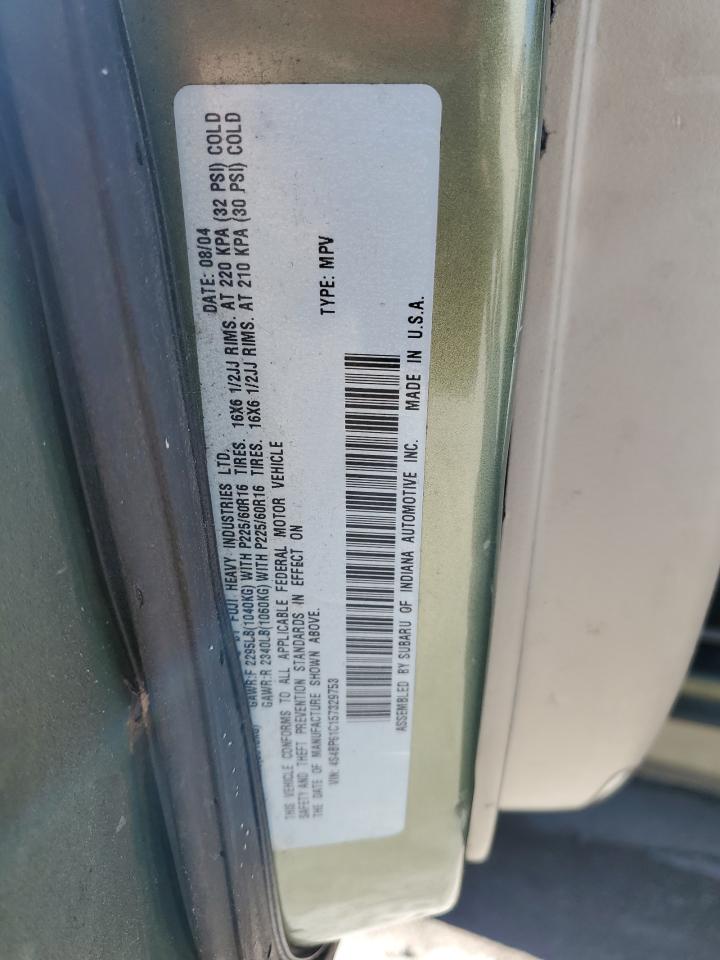 BY FUJI HEAVY INDUSTRIES LTD. DATE: 08/04
GAWR:F 2295LB(1040KG) WITH P225/60R16 TIRES. 16X6 1/2JJ RIMS. AT 220 KPA (32 PSI) COLD
GAWR:R 2340LB(1060KG) WITH P225/60R16 TIRES. 16X6 1/2JJ RIMS. AT 210 KPA (30 PSI) COLD
THIS VEHICLE CONFORMS TO ALL APPLICABLE FEDERAL MOTOR VEHICLE
SAFETY AND THEFT PREVENTION STANDARDS IN EFFECT ON
THE DATE OF MANUFACTURE SHOWN ABOVE.
VIN: 4S4BP61C157329753 TYPE: MPV
ASSEMBLED BY SUBARU OF INDIANA AUTOMOTIVE INC. MADE IN U.S.A.